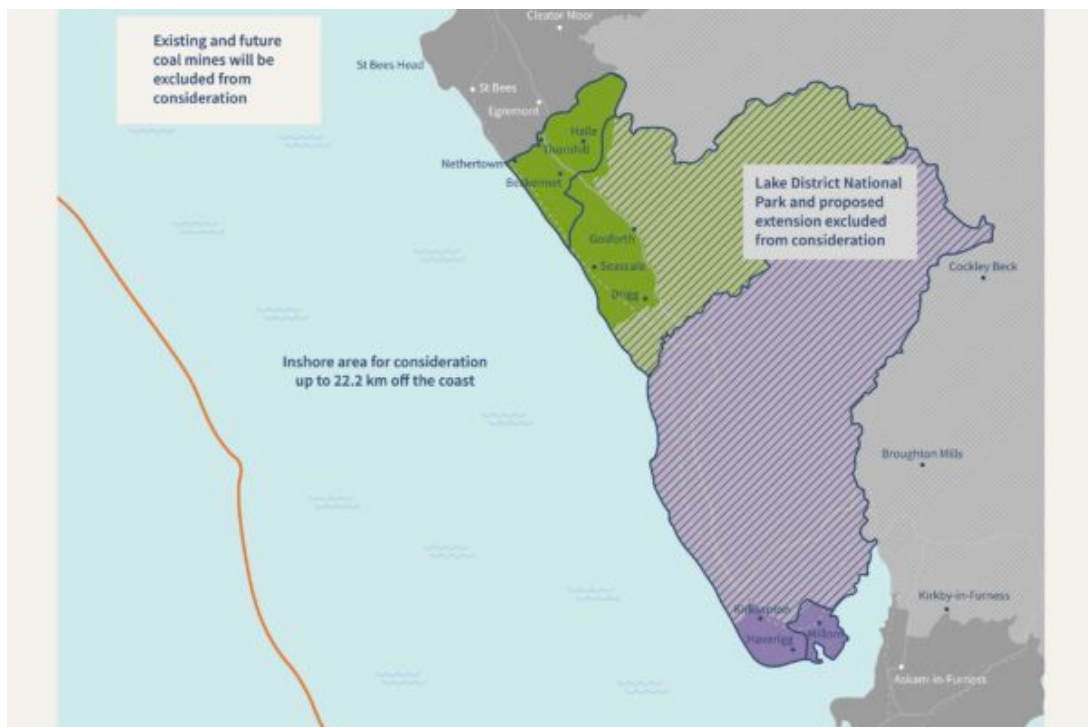 Cleator Moor
Existing and future
coal mines will be
excluded from
consideration
St Bees Head
St Bees
Egremont
Haile
Thornhill
Nethertown
Beckermet
Lake District National
Park and proposed
extension excluded
from consideration
Gosforth
Seascale
Cockley Beck
Drigg
Inshore area for consideration
up to 22.2 km off the coast
Broughton Mills
Kirkby-in-Furness
Kirksanton
Millom
Haverigg
Askam-in-Furness